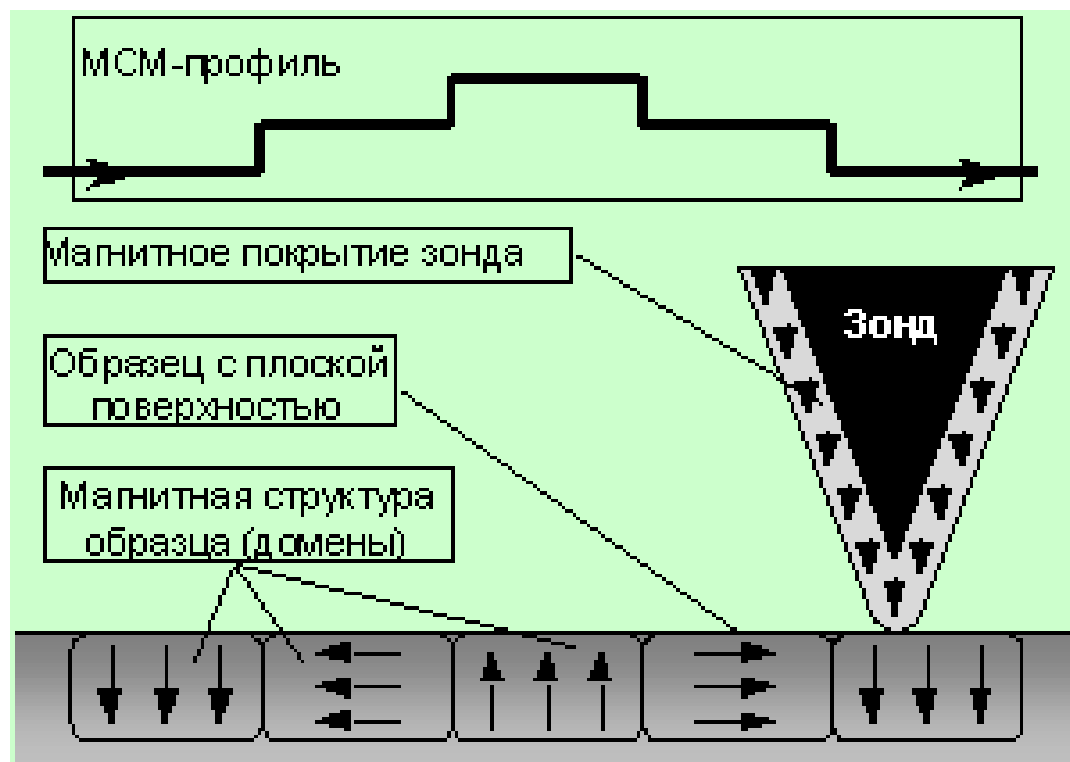 МСМ-профиль
Магнитное покрытие зонда
Зонд
Образец с плоской
поверхностью
Магнитная структура
образца (домены)